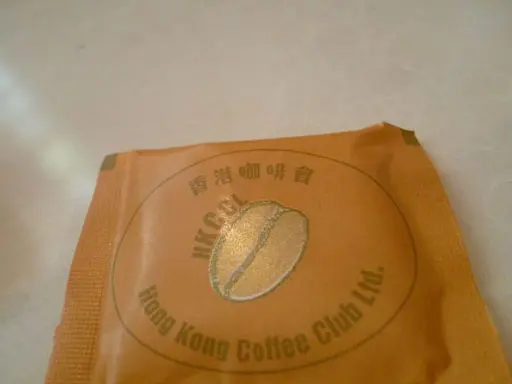 香港咖啡會
HKCCL
Hong Kong Coffee Club Ltd.